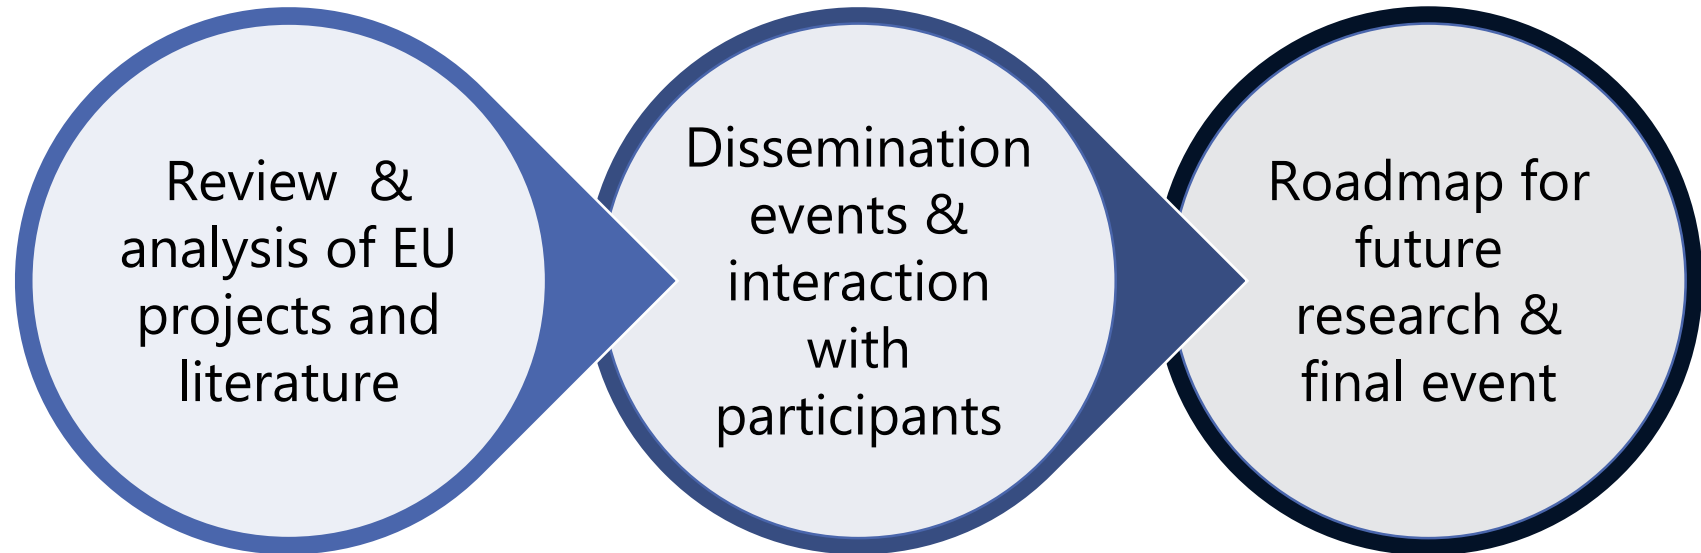 Review  &
analysis of EU
projects and
literature
Dissemination
events &
interaction
with
participants
Roadmap for
future
research &
final event